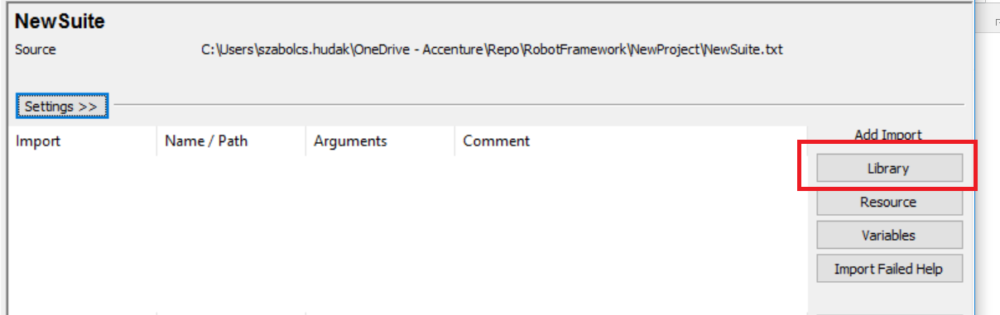 NewSuite
Source C:\Users\szabolcs.hudak\OneDrive - Accenture\Repo\RobotFramework\NewProject\NewSuite.txt
Settings >>
Import Name / Path Arguments Comment
Add Import
Library
Resource
Variables
Import Failed Help